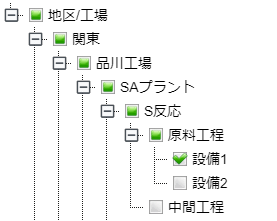 地区/工場
関東
品川工場
SAプラント
S反応
原料工程
設備1
設備2
中間工程